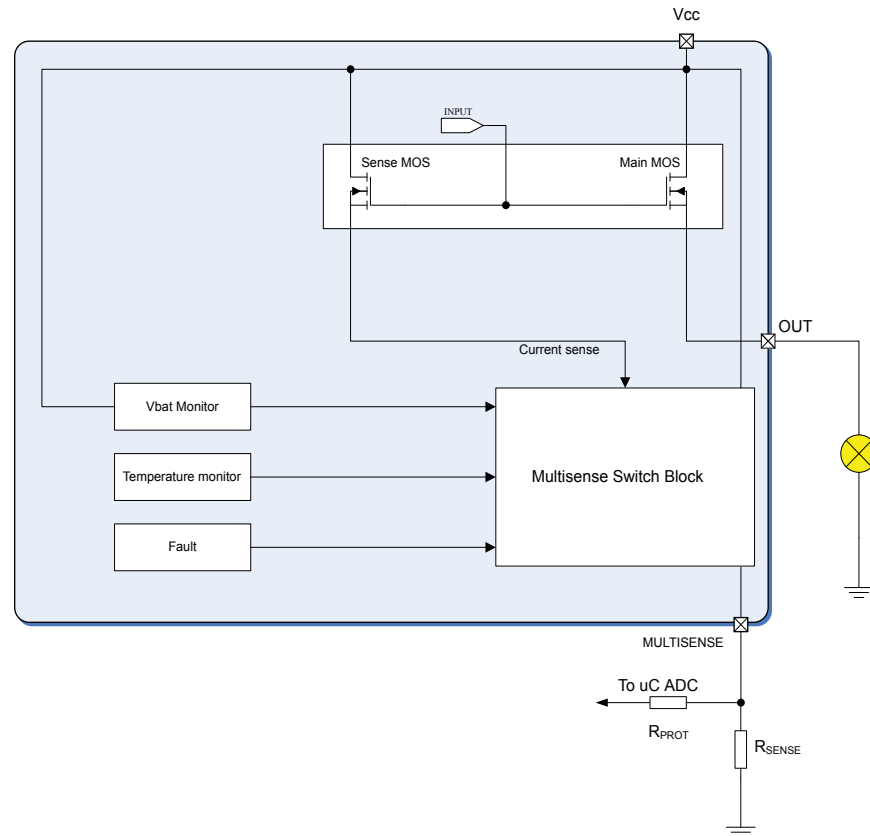 Vcc
INPUT
Sense MOS
Main MOS
OUT
Current sense
Vbat Monitor
Temperature monitor
Multisense Switch Block
Fault
MULTISENSE
To uC ADC
RPROT
RSENSE